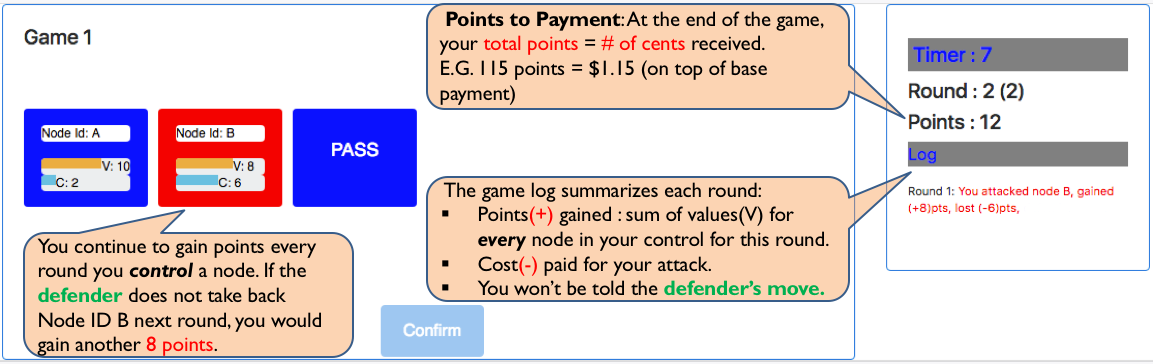 Game 1
Node Id: A
V: 10
C: 2
Node Id: B
V: 8
C: 6
PASS
You continue to gain points every
round you control a node. If the
defender does not take back
Node ID B next round, you would
gain another 8 points.
Points to Payment: At the end of the game,
your total points = # of cents received.
E.G. 115 points = $1.15 (on top of base
payment)
The game log summarizes each round:
▪ Points(+) gained : sum of values(V) for
every node in your control for this round.
▪ Cost(-) paid for your attack.
▪ You won't be told the defender's move.
Confirm
Timer : 7
Round : 2 (2)
Points : 12
Log
Round 1: You attacked node B, gained
(+8)pts, lost (-6)pts,